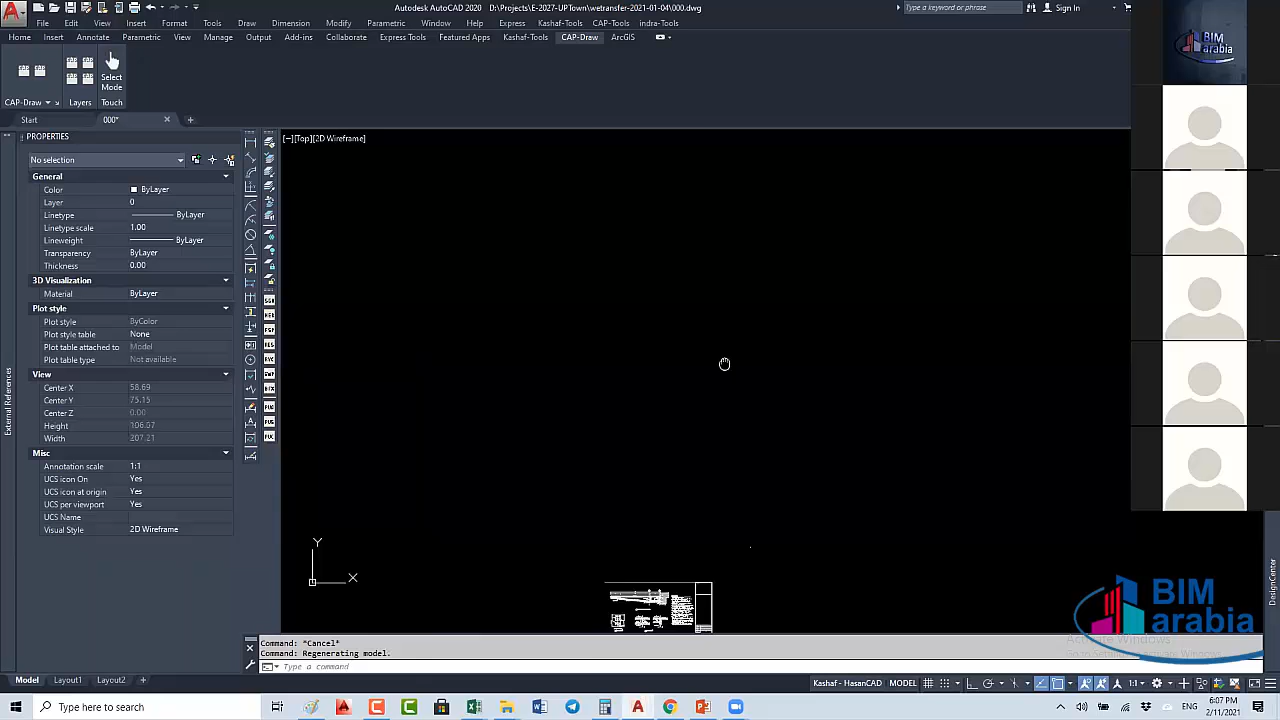 Autodesk AutoCAD 2020 D:\Projects\E-2027-UPTown\wetransfer-2021-01-04\000.dwg
Type a keyword or phrase
Sign In
File Edit View Insert Format Tools Draw Dimension Modify Parametric Window Help Express Kashaf-Tools CAP-Tools indra-Tools
Home Insert Annotate Parametric View Manage Output Add-ins Collaborate Express Tools Featured Apps Kashaf-Tools CAP-Draw ArcGIS
Select
Mode
CAP-Draw Layers Touch
Start 000*
PROPERTIES
[−][Top][2D Wireframe]
No selection
General
Color ByLayer
Layer 0
Linetype ByLayer
Linetype scale 1.00
Lineweight ByLayer
Transparency ByLayer
Thickness 0.00
3D Visualization
Material ByLayer
Plot style
Plot style ByColor
Plot style table None
Plot table attached to Model
Plot table type Not available
View
Center X 58.69
Center Y 75.15
Center Z 0.00
Height 106.07
Width 207.21
Misc
Annotation scale 1:1
UCS icon On Yes
UCS icon at origin Yes
UCS per viewport Yes
UCS Name
Visual Style 2D Wireframe
External References
DesignCenter
Y
X
BIM
arabia
BIM
arabia
Activate Windows
Command: *Cancel*
Command: Regenerating model.
Type a command
Model Layout1 Layout2
Kashaf - HasanCAD MODEL 1:1
Type here to search
6:07 PM
2/11/2021